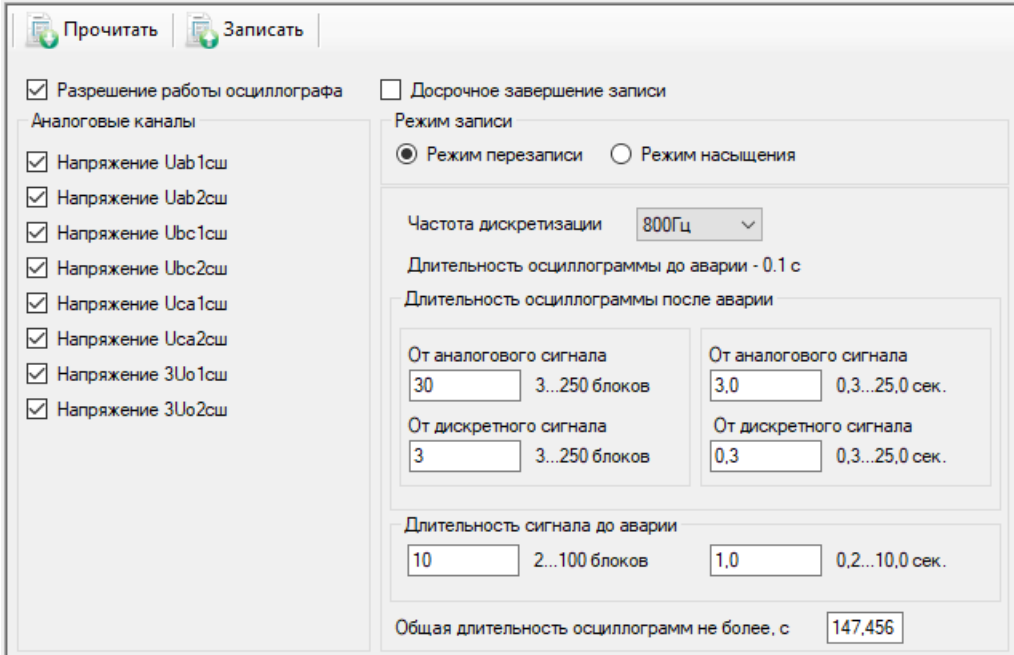 Прочитать Записать
Разрешение работы осциллографа
Досрочное завершение записи
Аналоговые каналы
Напряжение Uab1сш
Напряжение Uab2сш
Напряжение Ubc1сш
Напряжение Ubc2сш
Напряжение Uca1сш
Напряжение Uca2сш
Напряжение 3Uo1сш
Напряжение 3Uo2сш
Режим записи
Режим перезаписи Режим насыщения
Частота дискретизации 800Гц
Длительность осциллограммы до аварии - 0.1 с
Длительность осциллограммы после аварии
От аналогового сигнала
30 3...250 блоков
От дискретного сигнала
3 3...250 блоков
От аналогового сигнала
3,0 0,3...25,0 сек.
От дискретного сигнала
0,3 0,3...25,0 сек.
Длительность сигнала до аварии
10 2...100 блоков 1,0 0,2...10,0 сек.
Общая длительность осциллограмм не более, с 147,456